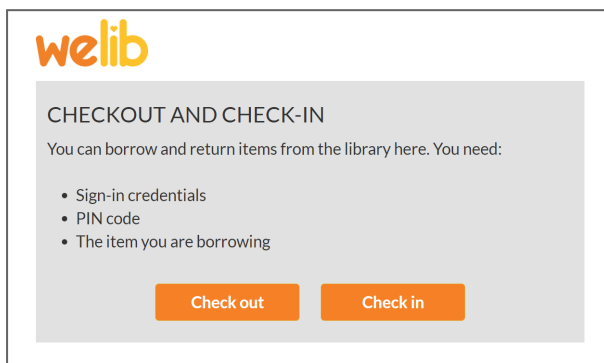 welib
CHECKOUT AND CHECK-IN
You can borrow and return items from the library here. You need:
• Sign-in credentials
• PIN code
• The item you are borrowing
Check out
Check in